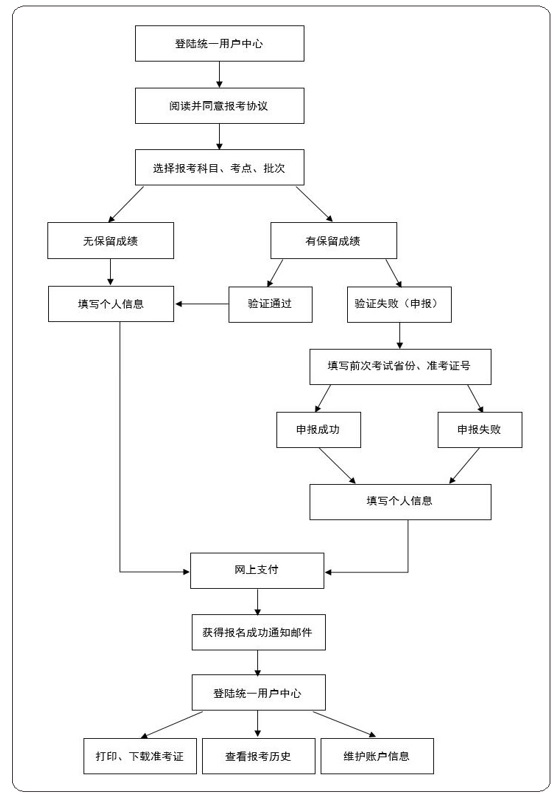 登陆统一用户中心
阅读并同意报考协议
选择报考科目、考点、批次
无保留成绩
有保留成绩
填写个人信息
验证通过
验证失败（申报）
填写前次考试省份、准考证号
申报成功
申报失败
填写个人信息
网上支付
获得报名成功通知邮件
登陆统一用户中心
打印、下载准考证
查看报考历史
维护账户信息